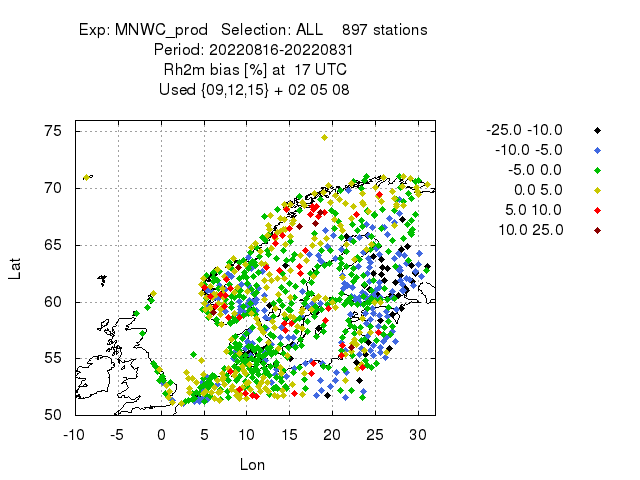 Exp: MNWC_prod   Selection: ALL    897 stations
Period: 20220816-20220831
Rh2m bias [%] at  17 UTC
Used {09,12,15} + 02 05 08
-25.0 -10.0
-10.0 -5.0
-5.0 0.0
0.0 5.0
5.0 10.0
10.0 25.0
75
70
65
60
55
50
Lat
-10 -5 0 5 10 15 20 25 30
Lon